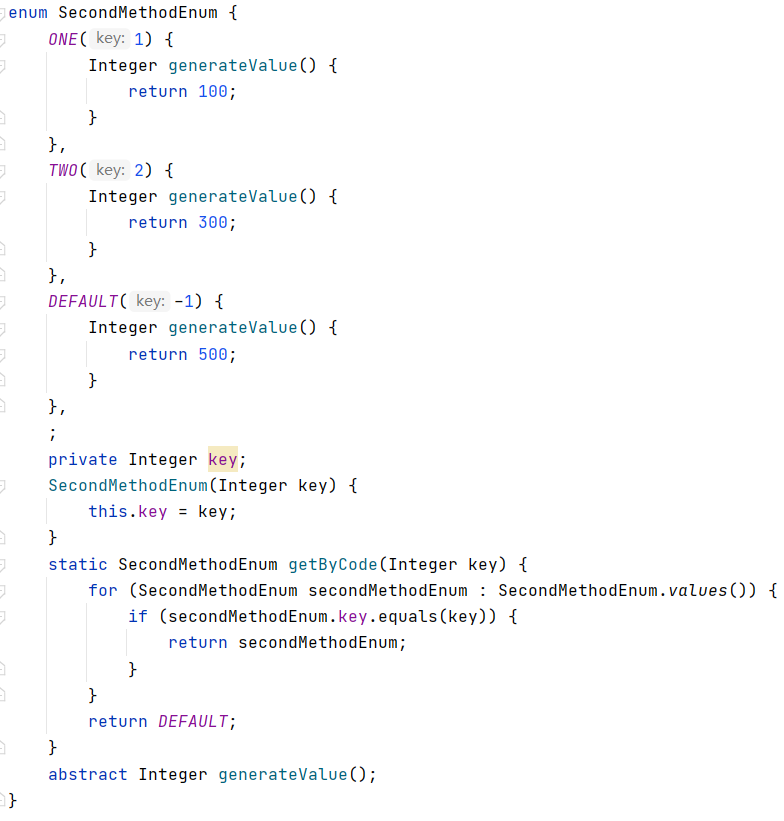 enum SecondMethodEnum {
    ONE( key: 1) {
        Integer generateValue() {
            return 100;
        }
    },
    TWO( key: 2) {
        Integer generateValue() {
            return 300;
        }
    },
    DEFAULT( key: -1) {
        Integer generateValue() {
            return 500;
        }
    },
    ;
    private Integer key;
    SecondMethodEnum(Integer key) {
        this.key = key;
    }
    static SecondMethodEnum getByCode(Integer key) {
        for (SecondMethodEnum secondMethodEnum : SecondMethodEnum.values()) {
            if (secondMethodEnum.key.equals(key)) {
                return secondMethodEnum;
            }
        }
        return DEFAULT;
    }
    abstract Integer generateValue();
}